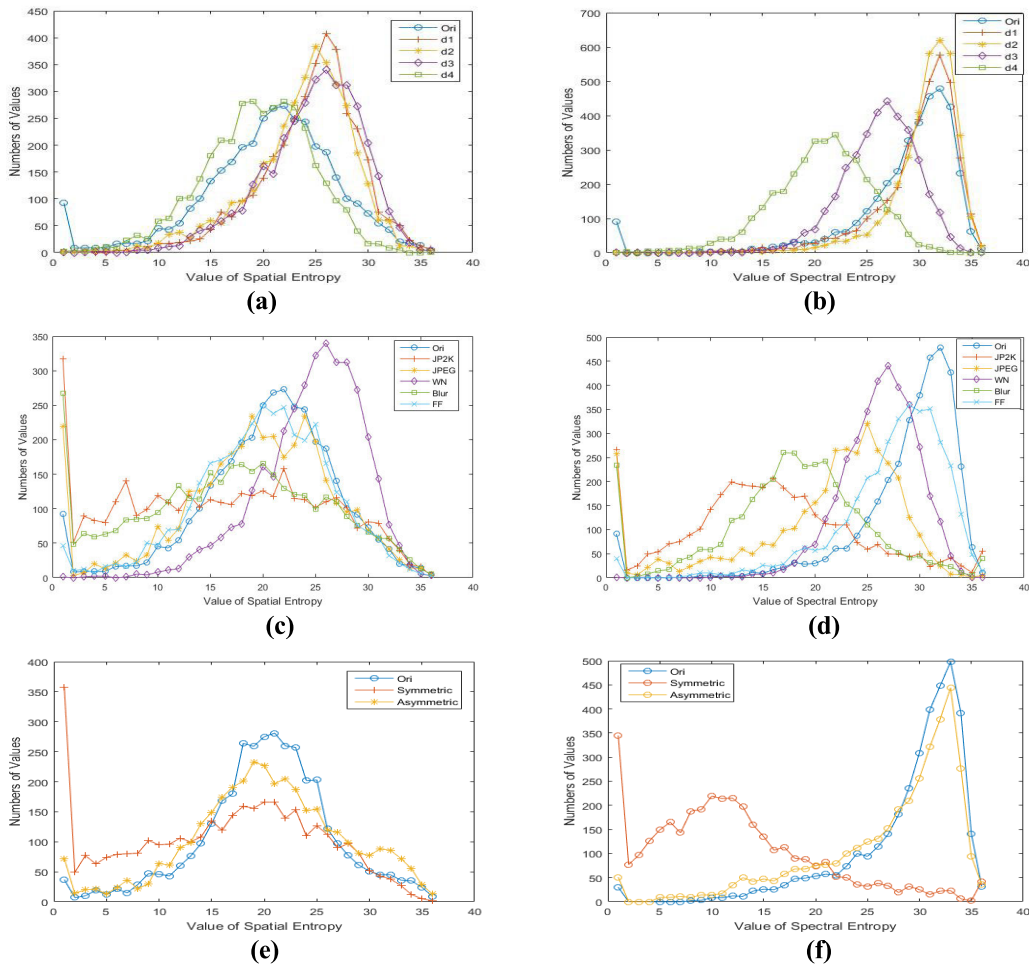 450
400
350
300
250
200
150
100
50
0
0 5 10 15 20 25 30 35 40
Numbers of Values
Value of Spatial Entropy
Ori
d1
d2
d3
d4
(a)
700
600
500
400
300
200
100
0
0 5 10 15 20 25 30 35 40
Numbers of Values
Value of Spectral Entropy
Ori
d1
d2
d3
d4
(b)
350
300
250
200
150
100
50
0
0 5 10 15 20 25 30 35 40
Numbers of Values
Value of Spatial Entropy
Ori
JP2K
JPEG
WN
Blur
FF
(c)
500
450
400
350
300
250
200
150
100
50
0
0 5 10 15 20 25 30 35 40
Numbers of Values
Value of Spectral Entropy
Ori
JP2K
JPEG
WN
Blur
FF
(d)
400
350
300
250
200
150
100
50
0
0 5 10 15 20 25 30 35 40
Numbers of Values
Value of Spatial Entropy
Ori
Symmetric
Asymmetric
(e)
500
450
400
350
300
250
200
150
100
50
0
0 5 10 15 20 25 30 35 40
Numbers of Values
Value of Spectral Entropy
Ori
Symmetric
Asymmetric
(f)